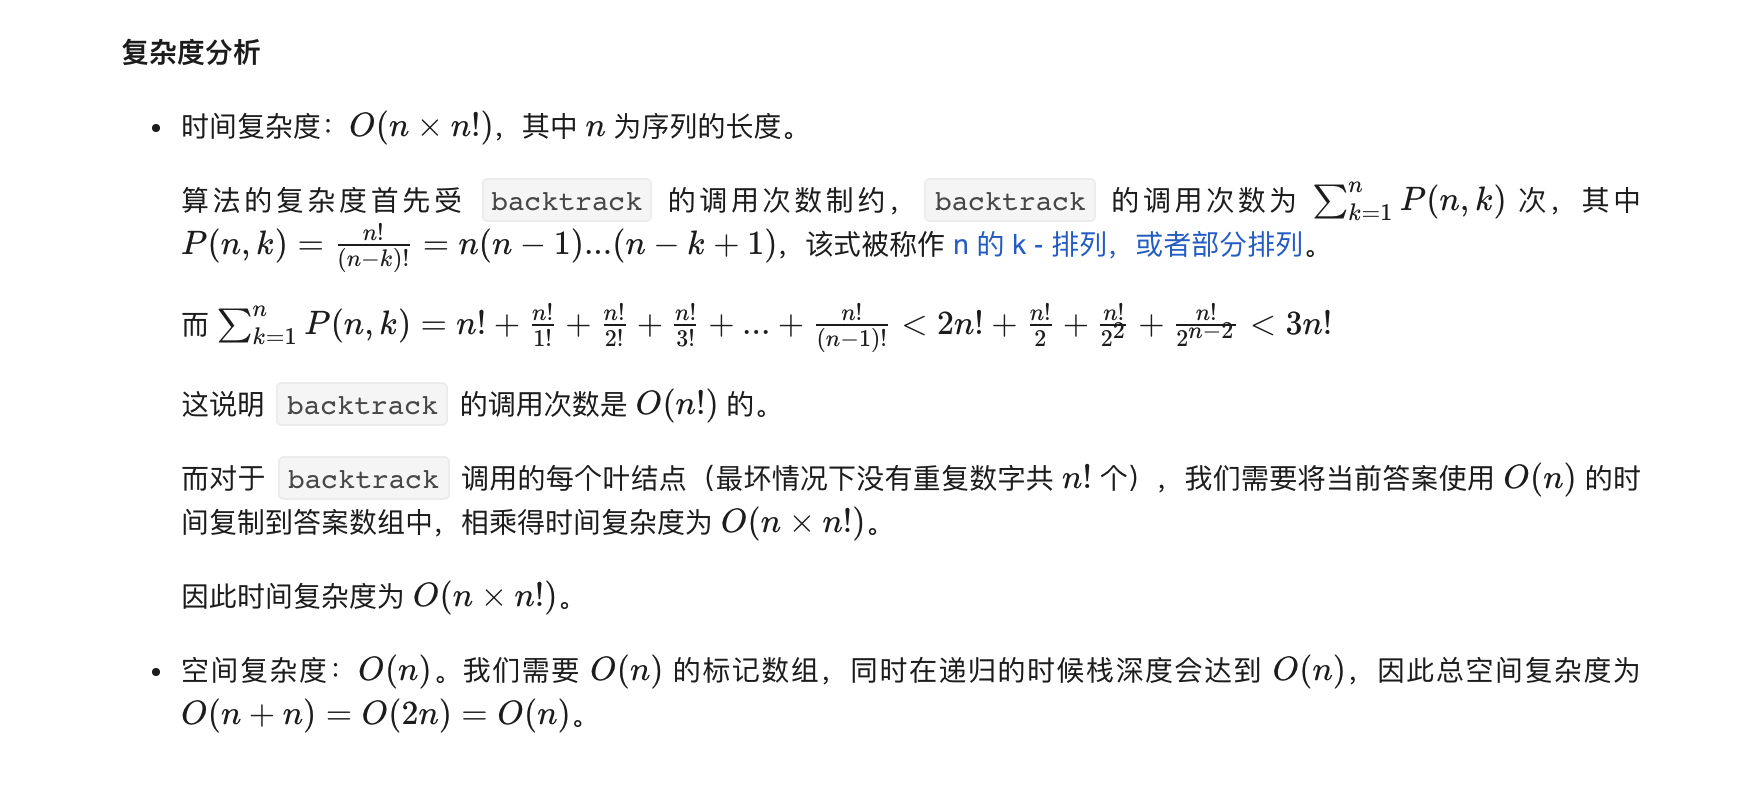 复杂度分析
• 时间复杂度：O(n × n!)，其中 n 为序列的长度。
算法的复杂度首先受 backtrack 的调用次数制约，backtrack 的调用次数为 ∑_{k=1}^{n} P(n, k) 次，其中
P(n, k) = \frac{n!}{(n−k)!} = n(n − 1)...(n − k + 1)，该式被称作 n 的 k - 排列，或者部分排列。
而 ∑_{k=1}^{n} P(n, k) = n! + \frac{n!}{1!} + \frac{n!}{2!} + \frac{n!}{3!} + ... + \frac{n!}{(n−1)!} < 2n! + \frac{n!}{2} + \frac{n!}{2^2} + \frac{n!}{2^{n−2}} < 3n!
这说明 backtrack 的调用次数是 O(n!) 的。
而对于 backtrack 调用的每个叶结点（最坏情况下没有重复数字共 n! 个），我们需要将当前答案使用 O(n) 的时
间复制到答案数组中，相乘得时间复杂度为 O(n × n!)。
因此时间复杂度为 O(n × n!)。
• 空间复杂度：O(n)。我们需要 O(n) 的标记数组，同时在递归的时候栈深度会达到 O(n)，因此总空间复杂度为
O(n + n) = O(2n) = O(n)。